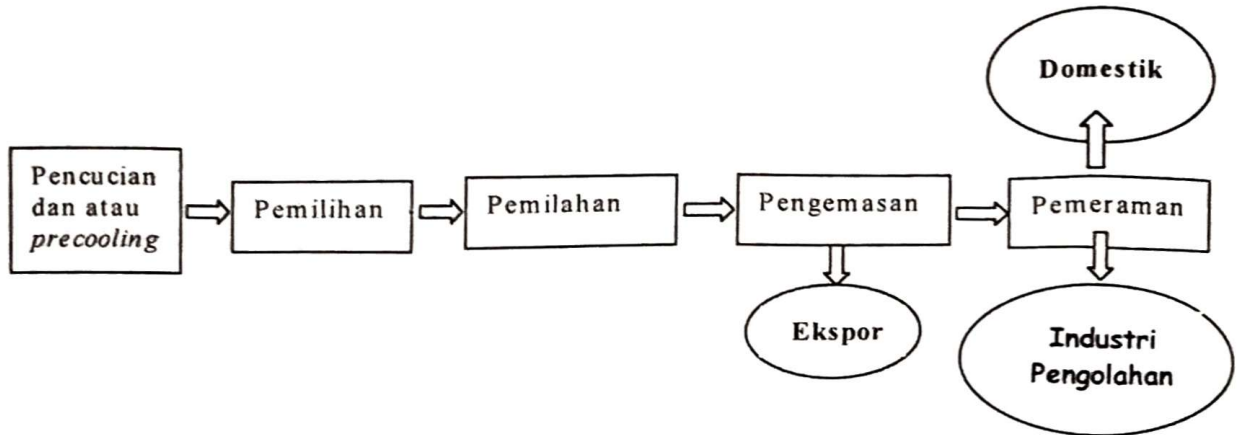 Domestik
Pencucian
dan atau
precooling
Pemilihan
Pemilahan
Pengemasan
Pemeraman
Ekspor
Industri
Pengolahan